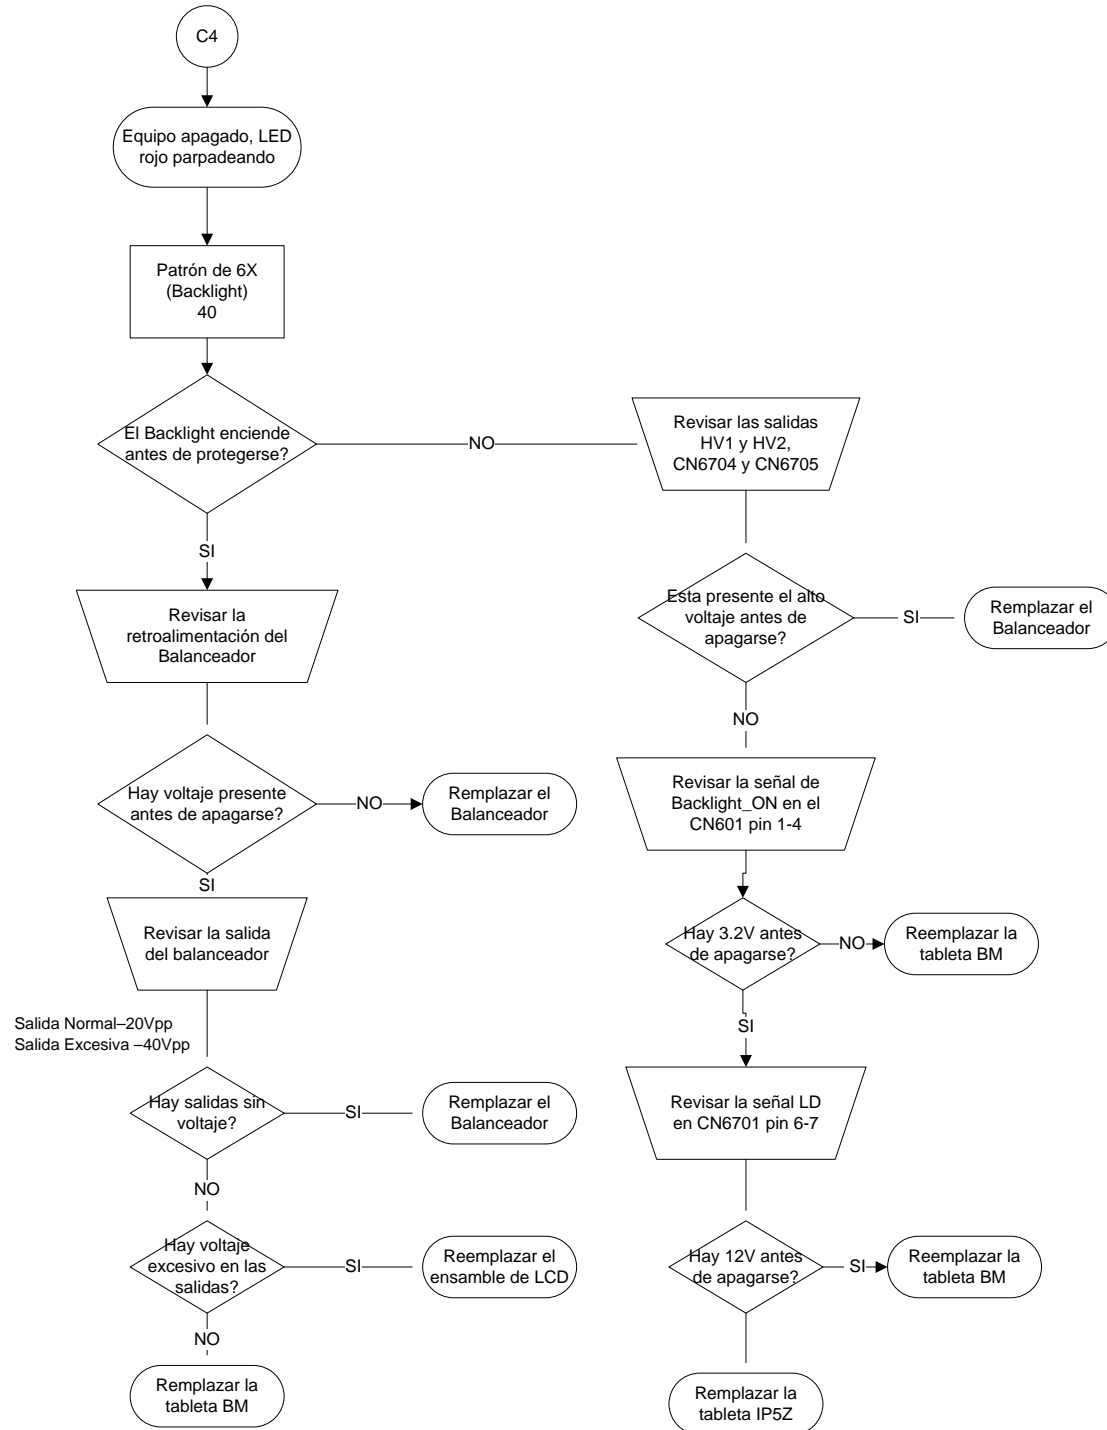 C4
Equipo apagado, LED
rojo parpadeando
Patrón de 6X
(Backlight)
40
El Backlight enciende
antes de protegerse?
NO
Revisar las salidas
HV1 y HV2,
CN6704 y CN6705
SI
Revisar la
retroalimentación del
Balanceador
Esta presente el alto
voltaje antes de
apagarse?
SI
Remplazar el
Balanceador
NO
Hay voltaje presente
antes de apagarse?
NO
Remplazar el
Balanceador
Revisar la señal de
Backlight_ON en el
CN601 pin 1-4
SI
Revisar la salida
del balanceador
Hay 3.2V antes
de apagarse?
NO
Reemplazar la
tableta BM
Salida Normal–20Vpp
Salida Excesiva –40Vpp
SI
Hay salidas sin
voltaje?
SI
Remplazar el
Balanceador
Revisar la señal LD
en CN6701 pin 6-7
NO
Hay voltaje
excesivo en las
salidas?
SI
Reemplazar el
ensamble de LCD
Hay 12V antes
de apagarse?
SI
Reemplazar la
tableta BM
NO
Remplazar la
tableta BM
Remplazar la
tableta IP5Z